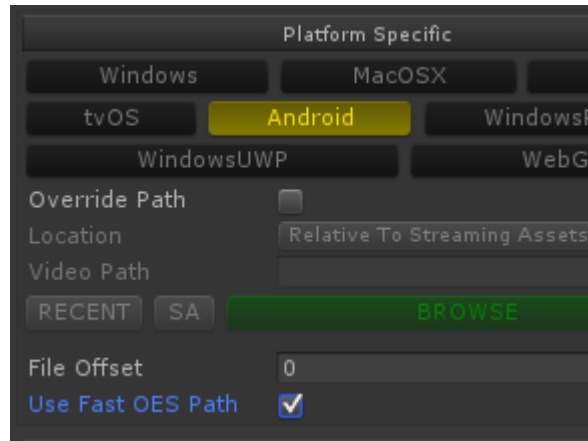 Platform Specific
Windows MacOSX
tvOS Android
WindowsUWP
Override Path
Location Relative To Streaming Assets
Video Path
RECENT SA BROWSE
File Offset 0
Use Fast OES Path